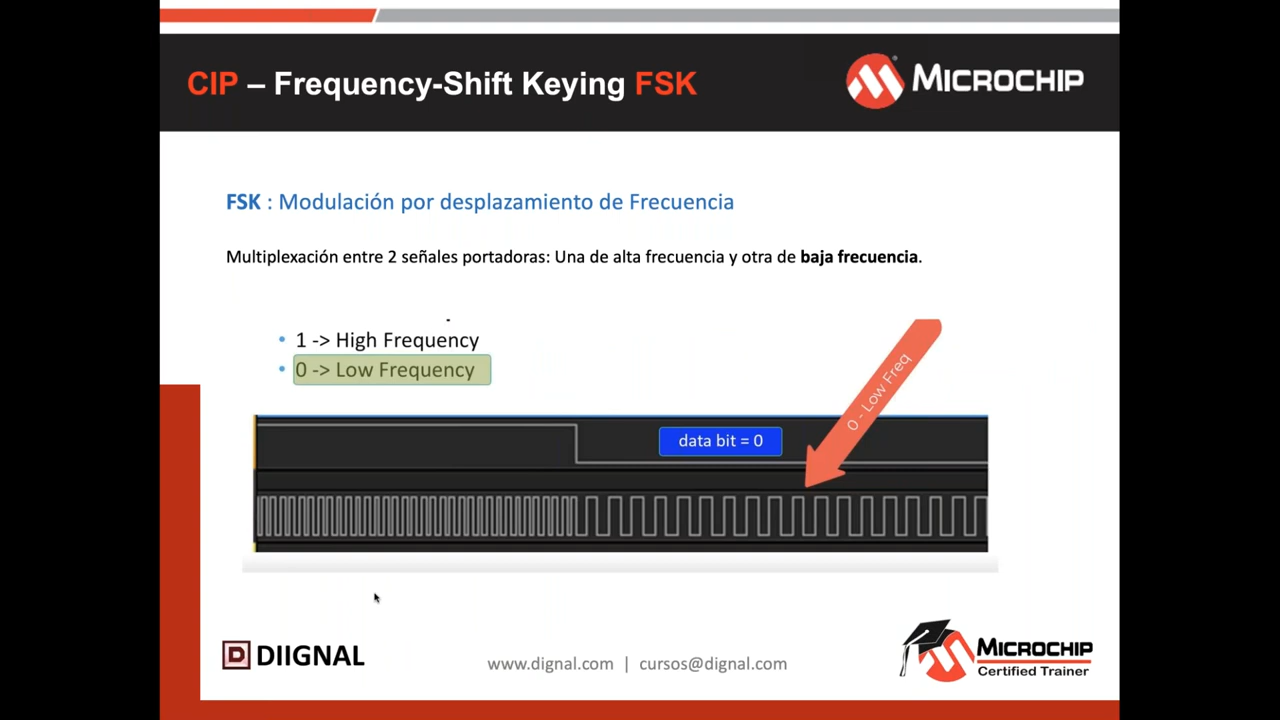 CIP – Frequency-Shift Keying FSK
MICROCHIP
FSK : Modulación por desplazamiento de Frecuencia
Multiplexación entre 2 señales portadoras: Una de alta frecuencia y otra de baja frecuencia.
• 1 -> High Frequency
• 0 -> Low Frequency
0 - Low Freq
data bit = 0
D DIIGNAL
www.dignal.com | cursos@dignal.com
MICROCHIP
Certified Trainer